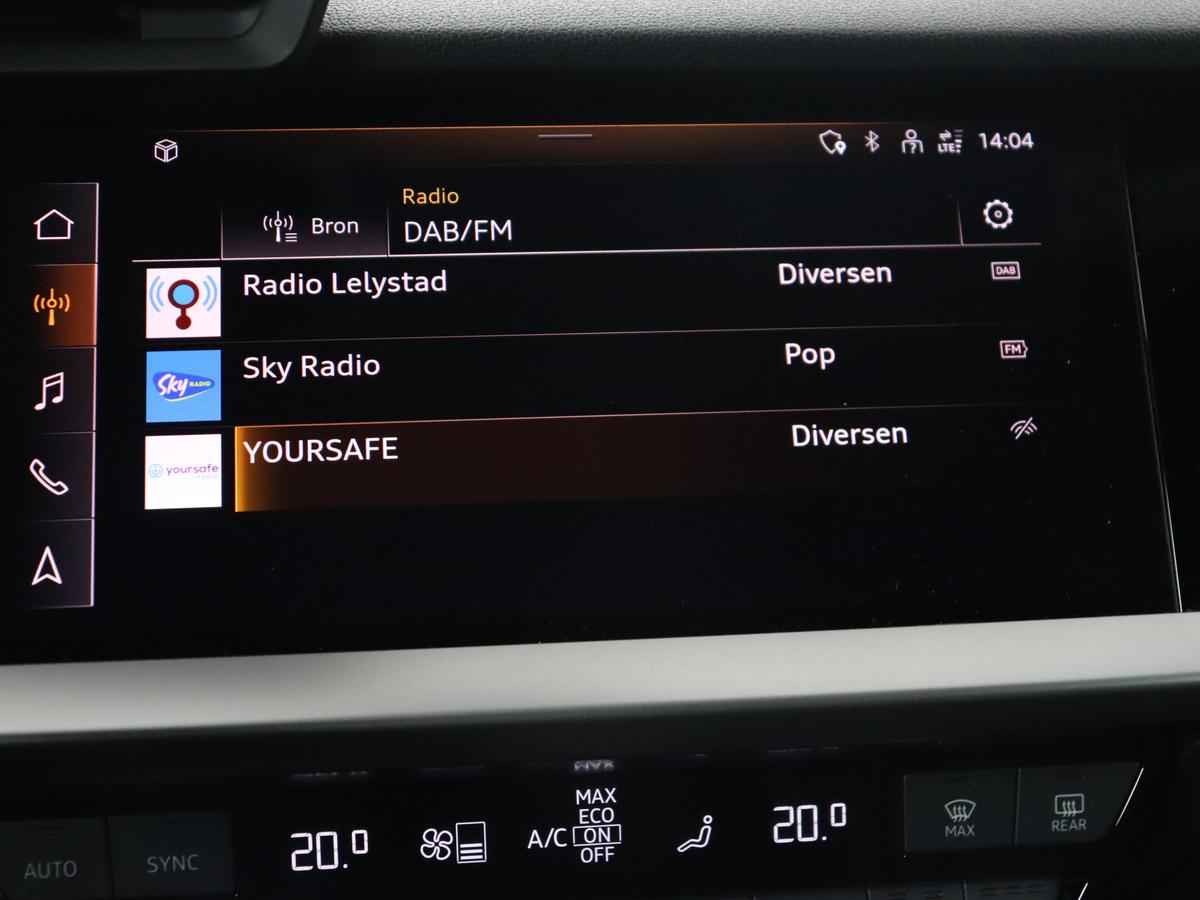 LTE 14:04
Radio
Bron DAB/FM
Radio Lelystad Diversen DAB
Sky RADIO Sky Radio Pop FM
yoursafe YOURSAFE Diversen
MAX
ECO
A/C ON
OFF
20.0 20.0
AUTO SYNC MAX REAR